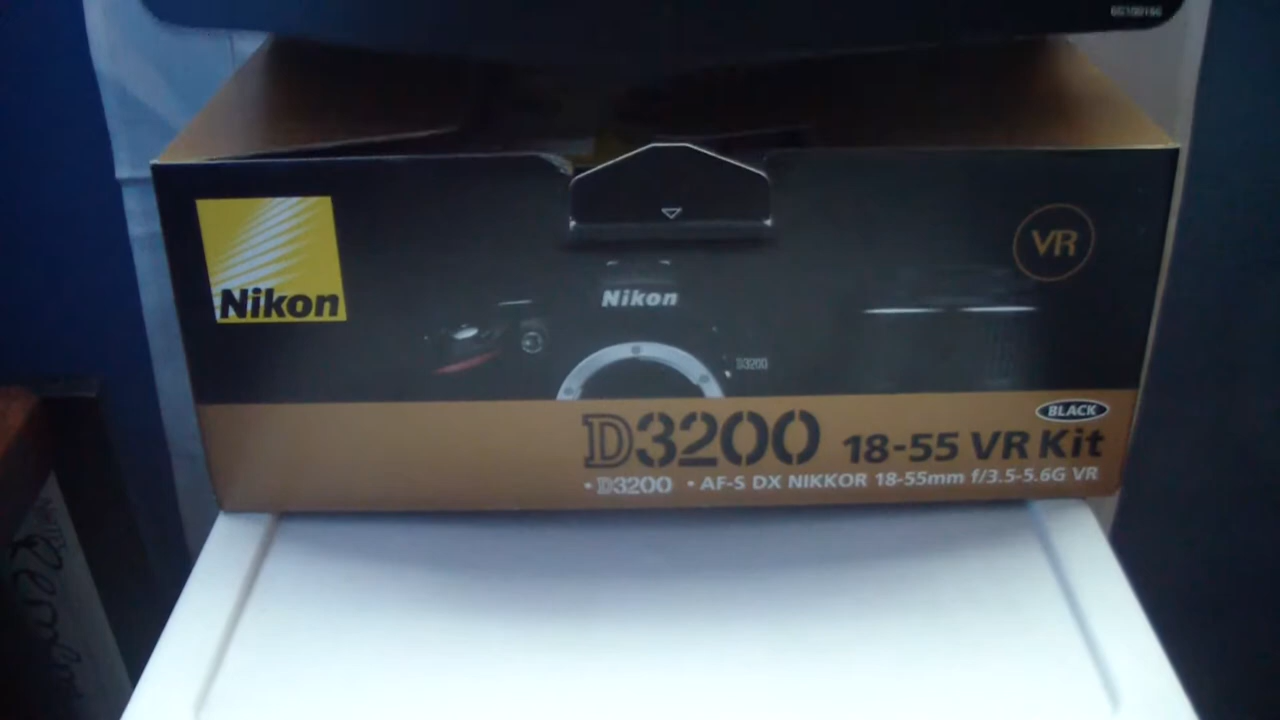 Nikon
VR
Nikon
D3200
BLACK
D3200 18-55 VR Kit
• D3200 • AF-S DX NIKKOR 18-55mm f/3.5-5.6G VR